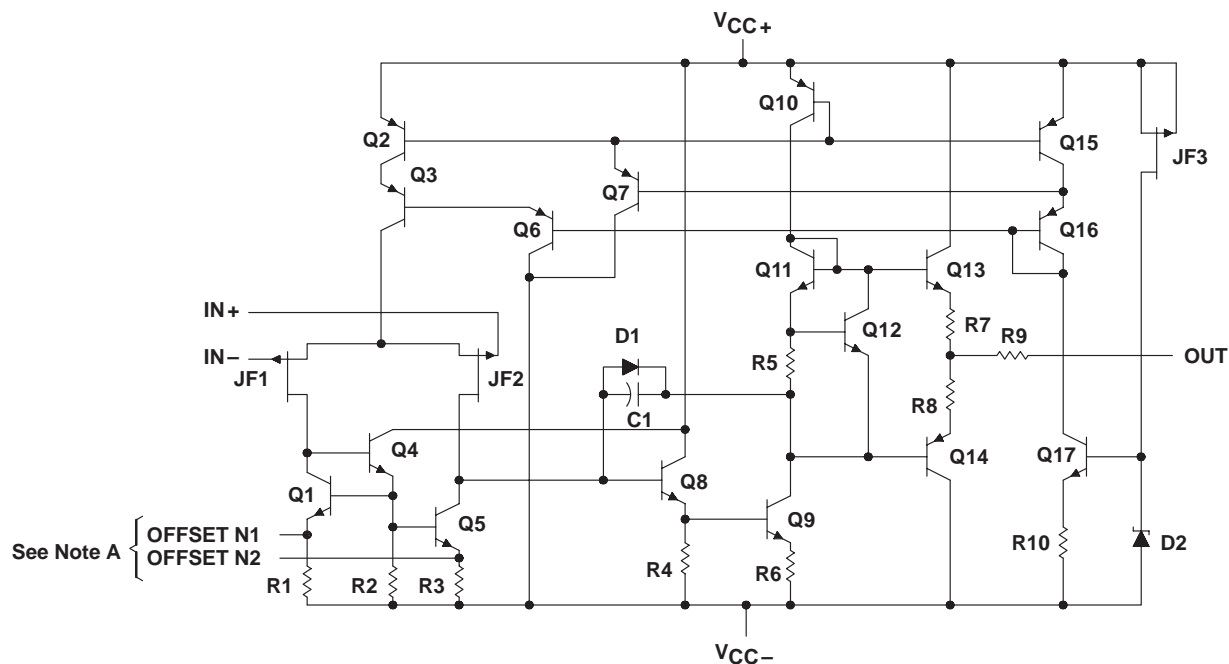 VCC+
Q10
Q2
Q15
JF3
Q3
Q7
Q6
Q16
Q11
Q13
IN+
Q12
R7
R9
D1
IN−
OUT
JF1
JF2
R5
C1
R8
Q4
Q14
Q17
Q1
Q8
Q5
Q9
See Note A
OFFSET N1
OFFSET N2
R10
D2
R1
R2
R3
R4
R6
VCC−